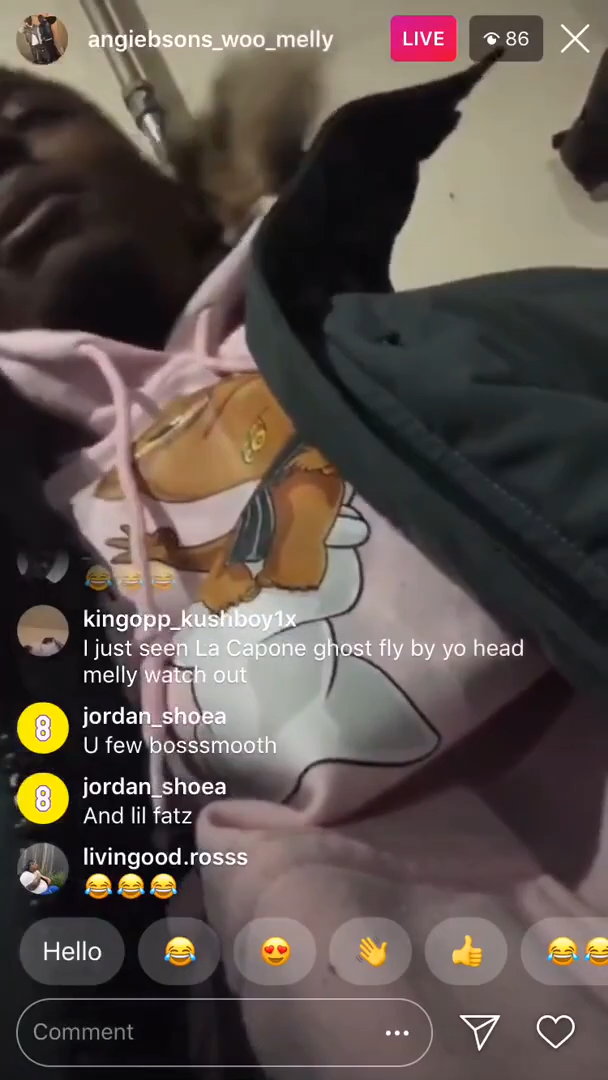 angiebsons_woo_melly LIVE 86
😂😂😂
kingopp_kushboy1x
I just seen La Capone ghost fly by yo head
melly watch out
jordan_shoea
U few bosssmooth
jordan_shoea
And lil fatz
livingood.rosss
😂😂😂
Hello 😂 😍 👋 👍 😂😂
Comment